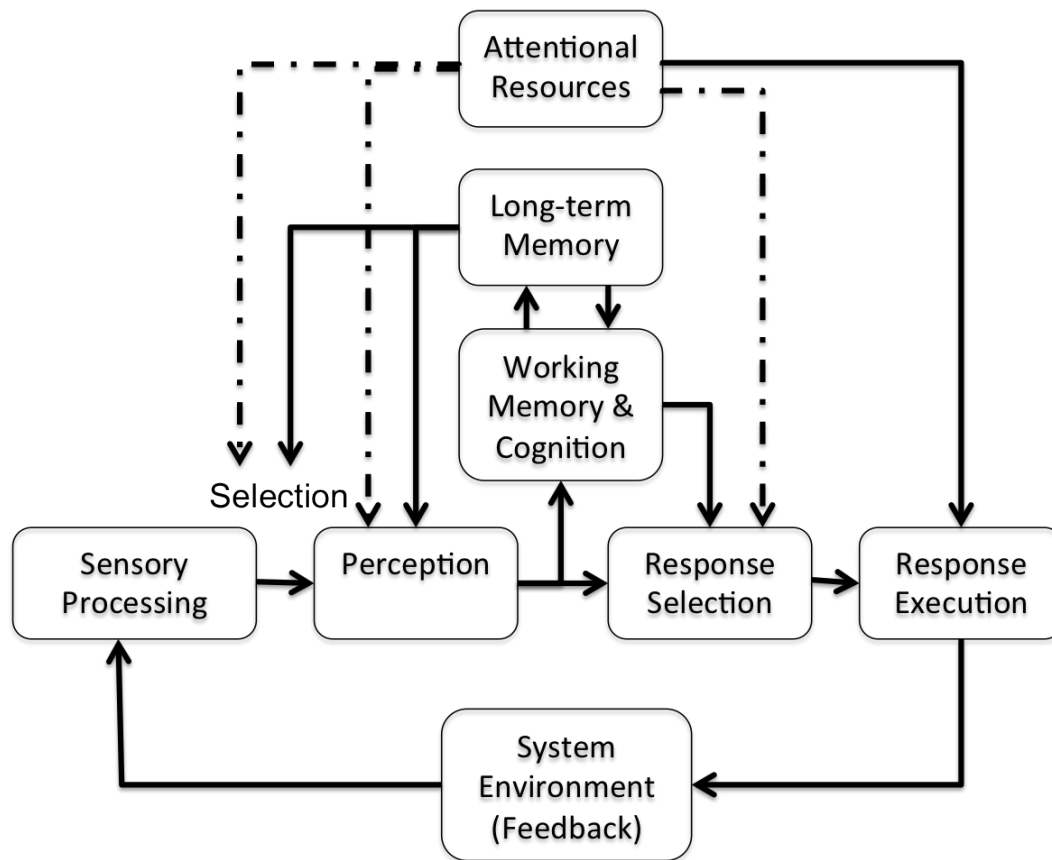 Attentional
Resources
Long-term
Memory
Working
Memory &
Cognition
Selection
Sensory
Processing
Perception
Response
Selection
Response
Execution
System
Environment
(Feedback)